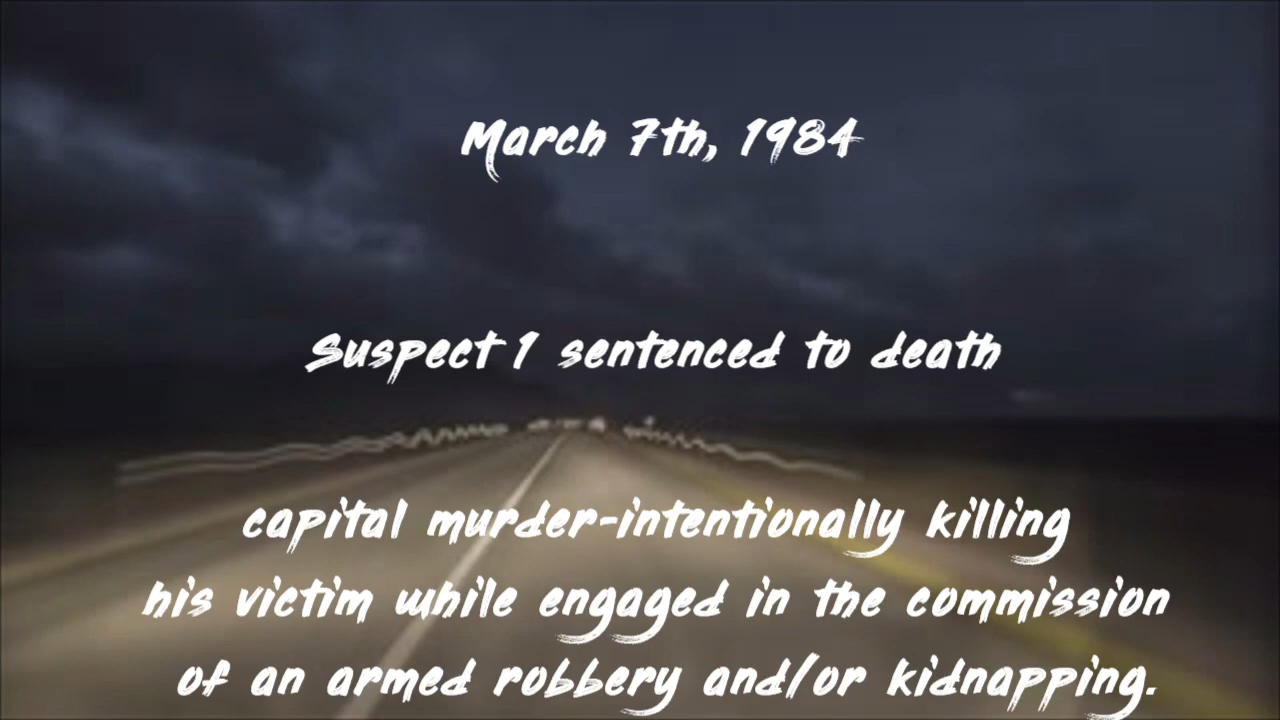 March 7th, 1984
Suspect 1 sentenced to death
capital murder-intentionally killing
his victim while engaged in the commission
of an armed robbery and/or kidnapping.